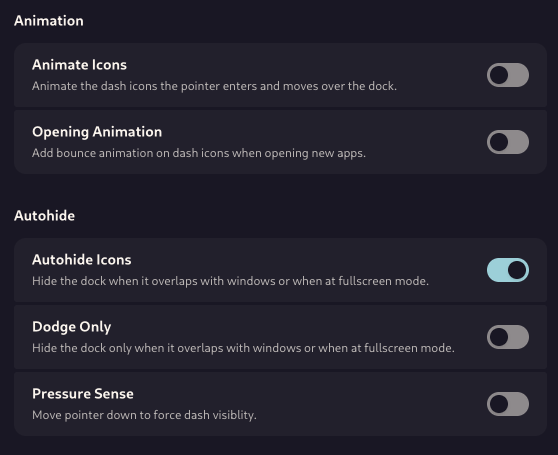 Animation
Animate Icons
Animate the dash icons the pointer enters and moves over the dock.
Opening Animation
Add bounce animation on dash icons when opening new apps.
Autohide
Autohide Icons
Hide the dock when it overlaps with windows or when at fullscreen mode.
Dodge Only
Hide the dock only when it overlaps with windows or when at fullscreen mode.
Pressure Sense
Move pointer down to force dash visiblity.